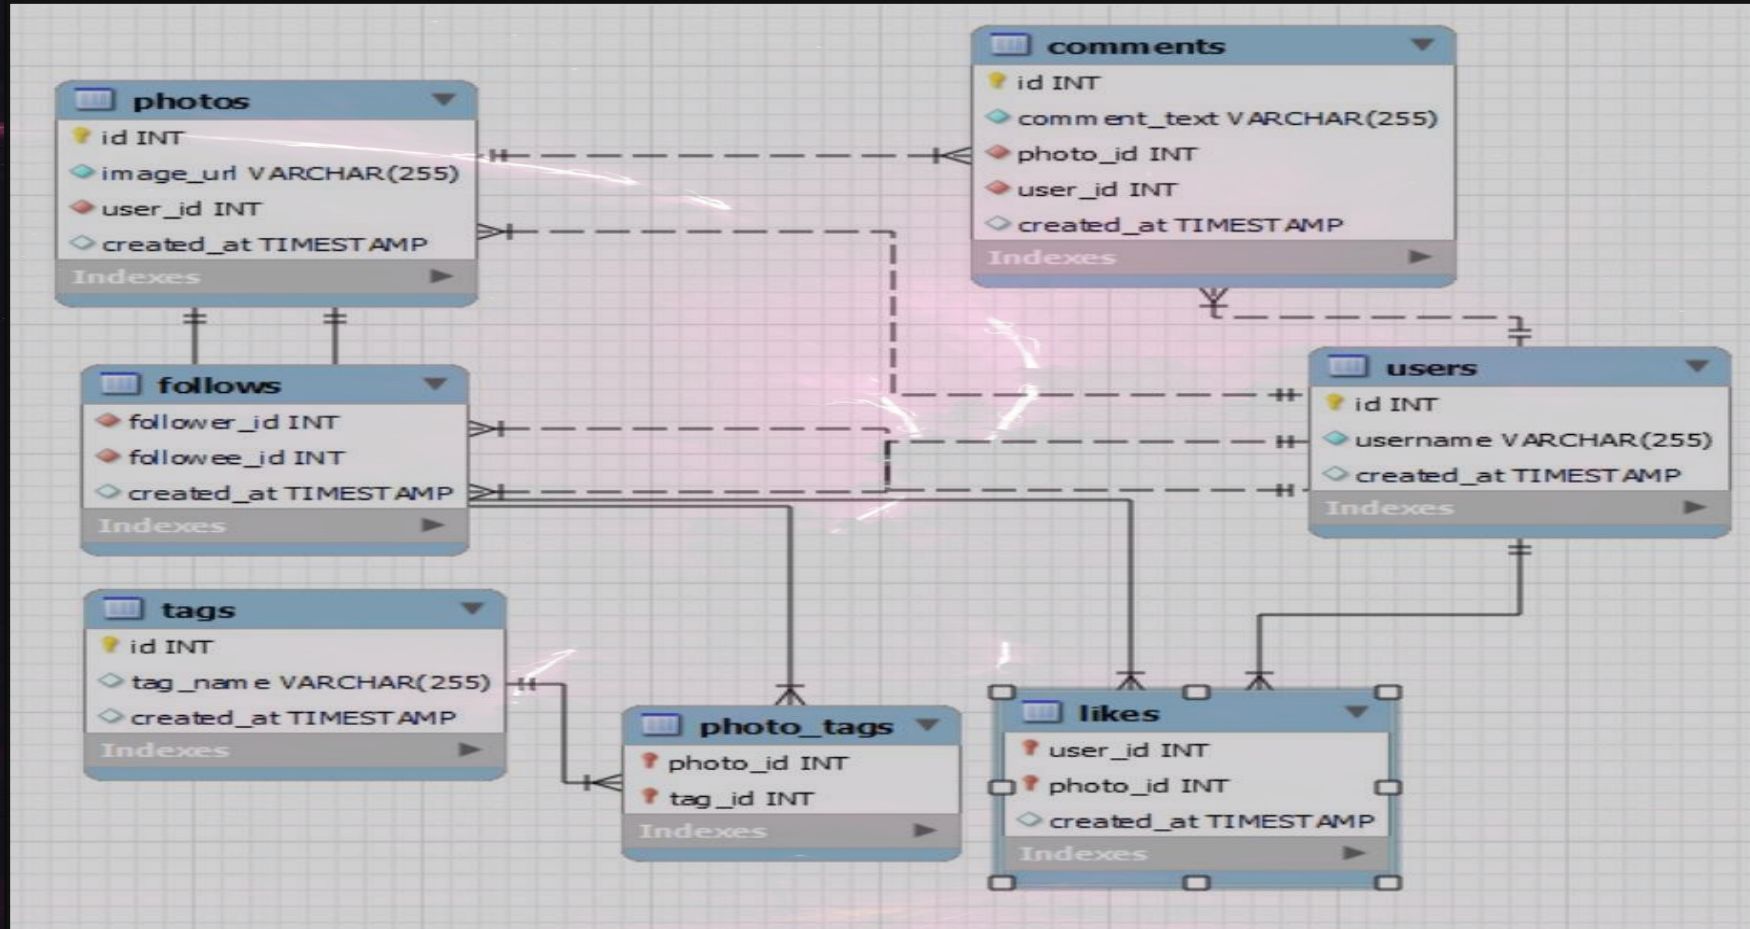 photos
id INT
image_url VARCHAR(255)
user_id INT
created_at TIMESTAMP
Indexes
comments
id INT
comment_text VARCHAR(255)
photo_id INT
user_id INT
created_at TIMESTAMP
Indexes
follows
follower_id INT
followee_id INT
created_at TIMESTAMP
Indexes
users
id INT
username VARCHAR(255)
created_at TIMESTAMP
Indexes
tags
id INT
tag_name VARCHAR(255)
created_at TIMESTAMP
Indexes
photo_tags
photo_id INT
tag_id INT
Indexes
likes
user_id INT
photo_id INT
created_at TIMESTAMP
Indexes